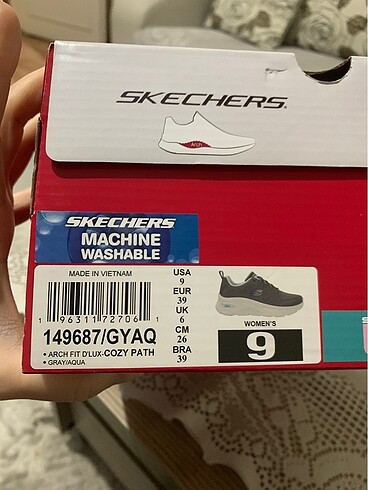 SKECHERS
Arch
SKECHERS
MACHINE
WASHABLE
MADE IN VIETNAM
1 96311 72706 1
149687/GYAQ
• ARCH FIT D'LUX-COZY PATH
• GRAY/AQUA
USA
9
EUR
39
UK
6
CM
26
BRA
39
WOMEN'S
9